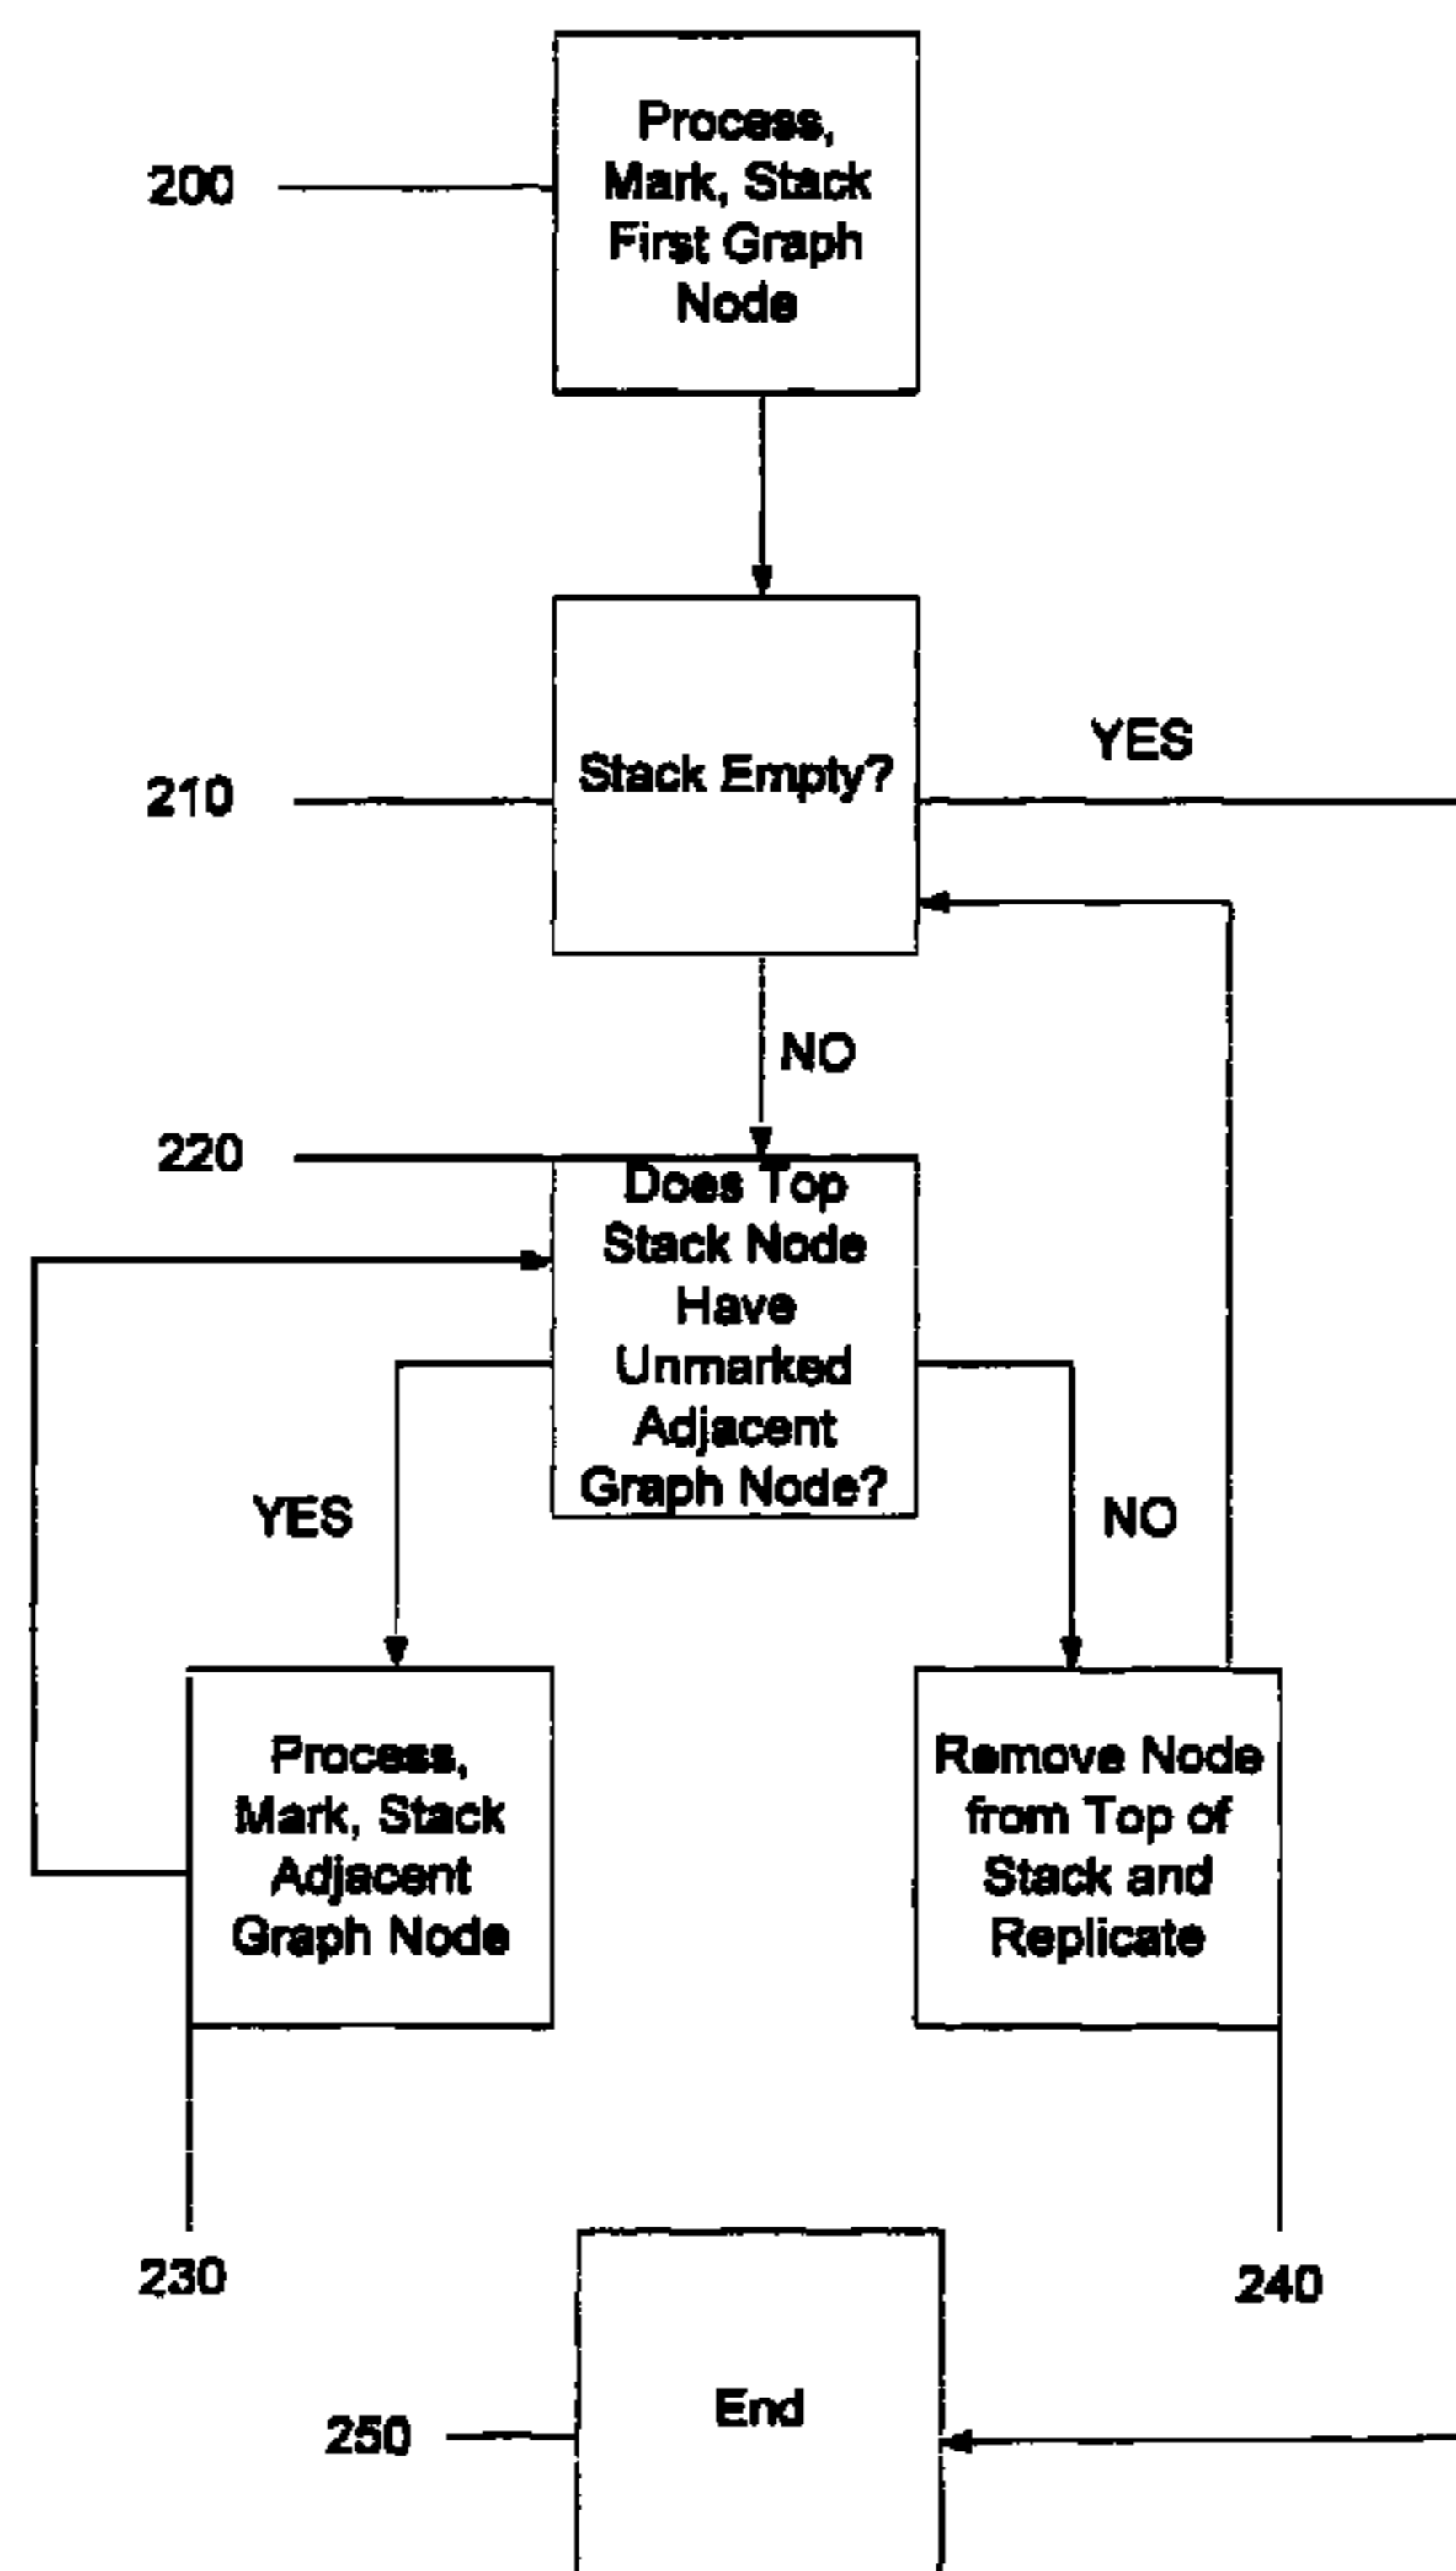 Process,
Mark, Stack
First Graph
Node
200
Stack Empty?
YES
210
NO
220
Does Top
Stack Node
Have
Unmarked
Adjacent
Graph Node?
YES
NO
Process,
Mark, Stack
Adjacent
Graph Node
Remove Node
from Top of
Stack and
Replicate
230
240
End
250